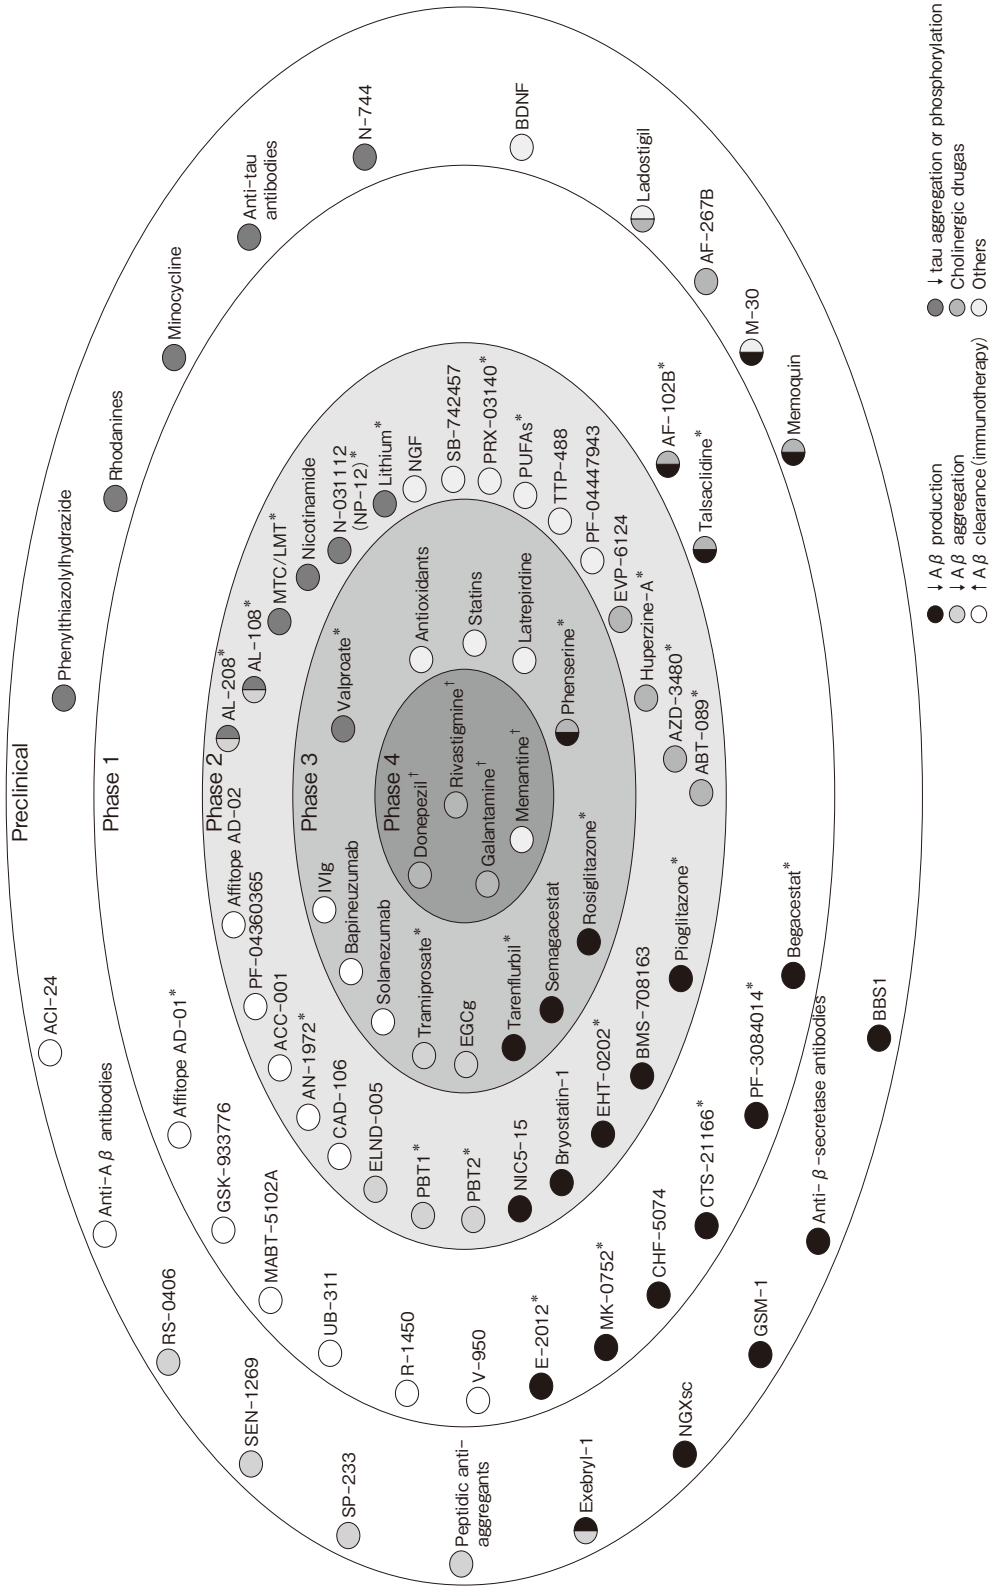 Preclinical
Phase 1
Phase 2
Phase 3
Phase 4
Phenylthiazolylhydrazide
Rhodanines
Minocycline
Anti-tau
antibodies
N-744
BDNF
Ladostigil
AF-267B
M-30
Memoquin
BBS1
Anti-β-secretase antibodies
GSM-1
NGXsc
Exebryl-1
Peptidic anti-
aggregants
SP-233
SEN-1269
RS-0406
Anti-Aβ antibodies
ACI-24
AF-102B*
Talsaclidine*
Begacestat*
PF-3084014*
CTS-21166*
CHF-5074
MK-0752*
E-2012*
V-950
R-1450
UB-311
MABT-5102A
GSK-933776
Affitope AD-01*
AL-208*
AL-108*
MTC/LMT*
Nicotinamide
N-031112
(NP-12)*
Lithium*
NGF
SB-742457
PRX-03140*
PUFAs*
TTP-488
PF-04447943
EVP-6124
Huperzine-A*
AZD-3480*
ABT-089*
Pioglitazone*
BMS-708163
EHT-0202*
Bryostatin-1
NIC5-15
PBT2*
PBT1*
ELND-005
CAD-106
AN-1972*
ACC-001
PF-04360365
Affitope AD-02
Valproate*
Antioxidants
Statins
Latrepirdine
Phenserine*
Rosiglitazone*
Semagacestat
Tarenflurbil*
EGCg
Tramiprosate*
Solanezumab
Bapineuzumab
IVIg
Donepezil†
Rivastigmine†
Galantamine†
Memantine†
↓Aβ production
↓Aβ aggregation
↑Aβ clearance (immunotherapy)
↓tau aggregation or phosphorylation
Cholinergic drugas
Others